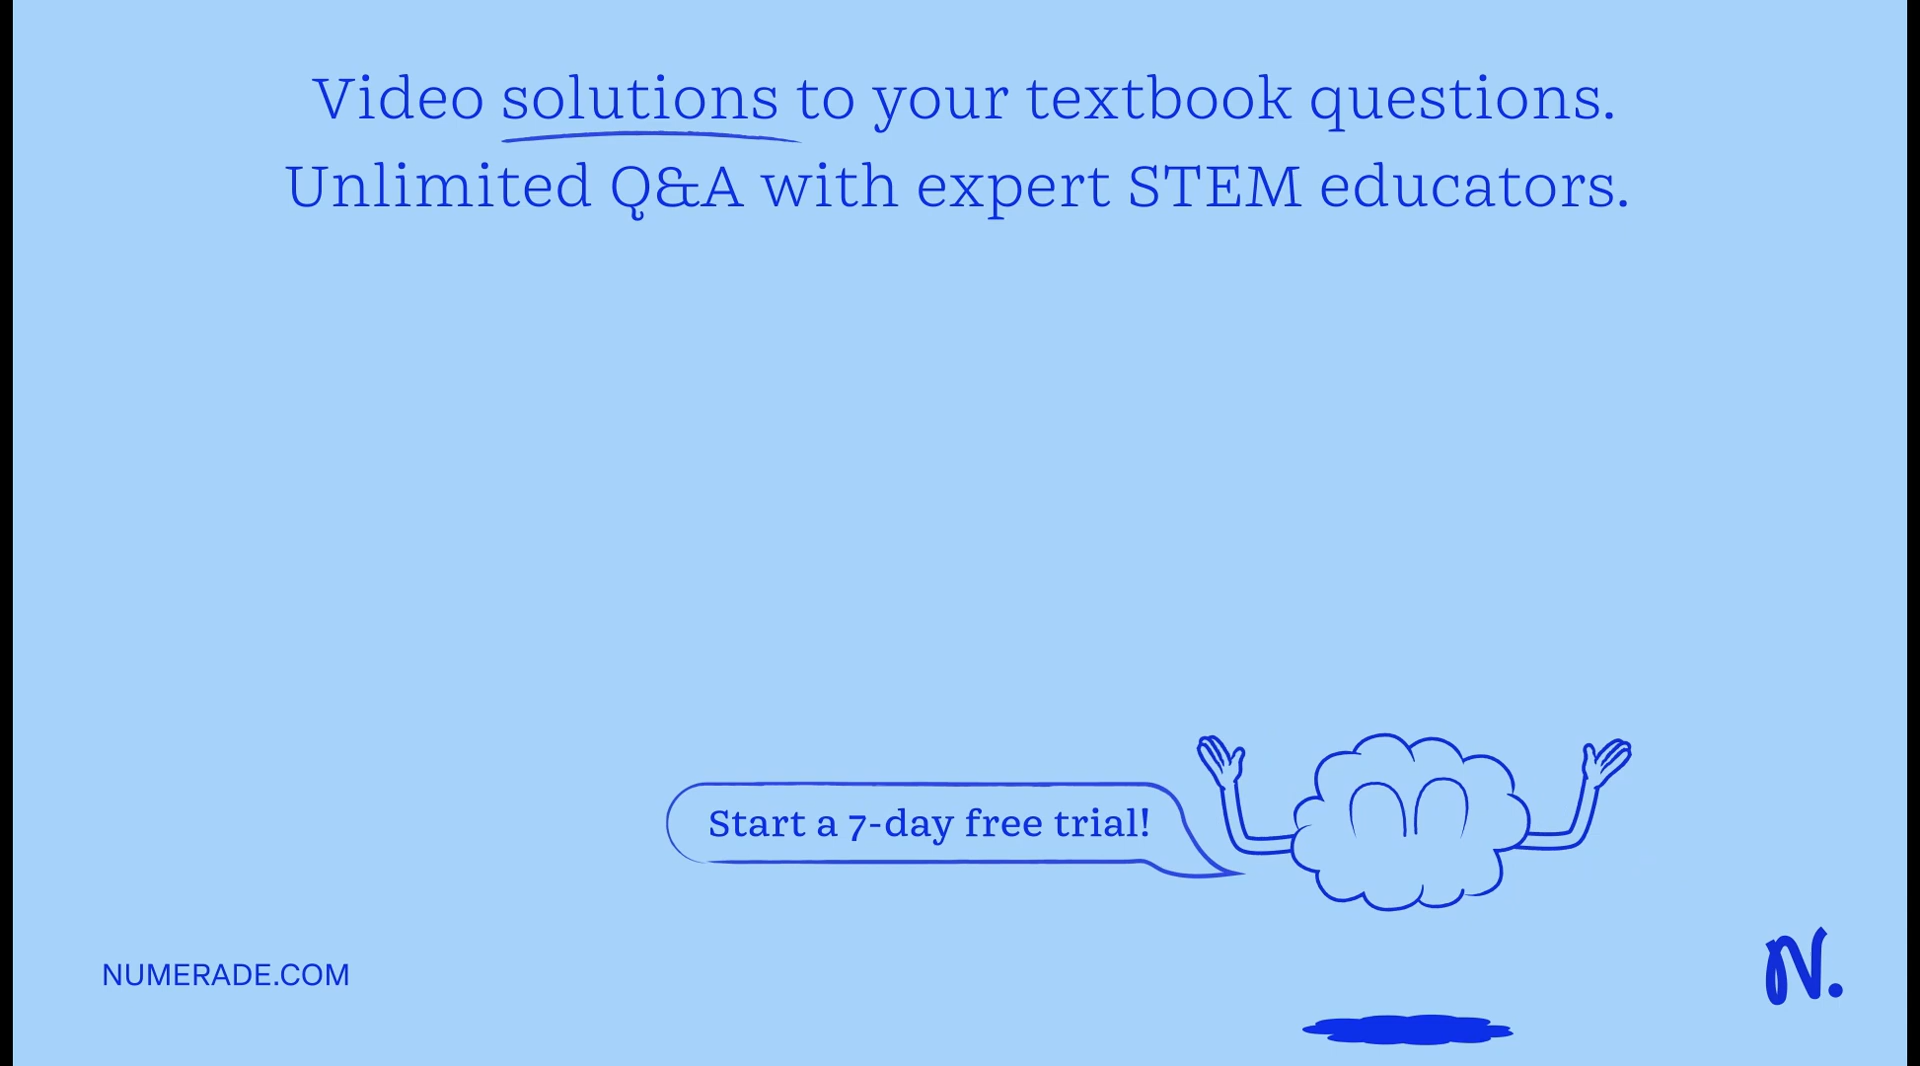 Video solutions to your textbook questions.
Unlimited Q&A with expert STEM educators.
Start a 7-day free trial!
NUMERADE.COM
N.